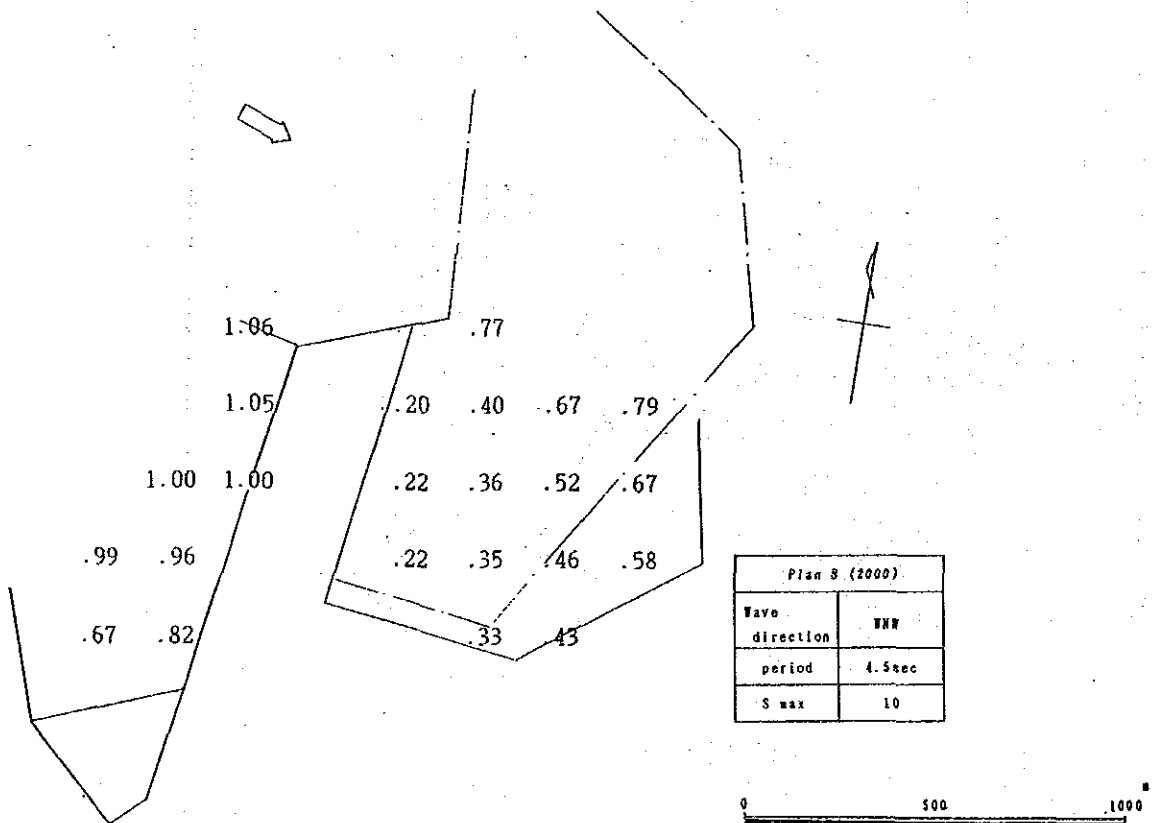 1.06 .77
1.05 .20 .40 .67 .79
1.00 1.00 .22 .36 .52 .67
.99 .96 .22 .35 .46 .58
.67 .82 .33 .43
Plan B (2000)
Wave direction WNW
period 4.5sec
S max 10
0 500 1000 m